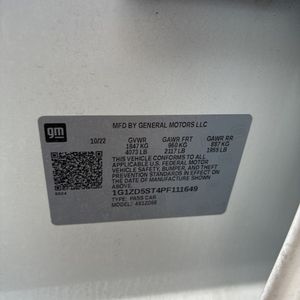 gm
MFD BY GENERAL MOTORS LLC
10/22 GVWR GAWR FRT GAWR RR
1847 KG 960 KG 887 KG
4073 LB 2117 LB 1955 LB
THIS VEHICLE CONFORMS TO ALL
APPLICABLE U.S. FEDERAL MOTOR
VEHICLE SAFETY, BUMPER, AND THEFT
PREVENTION STANDARDS IN EFFECT ON
THE DATE OF MANUFACTURE SHOWN ABOVE.
1G1ZD5ST4PF111649
TYPE: PASS CAR